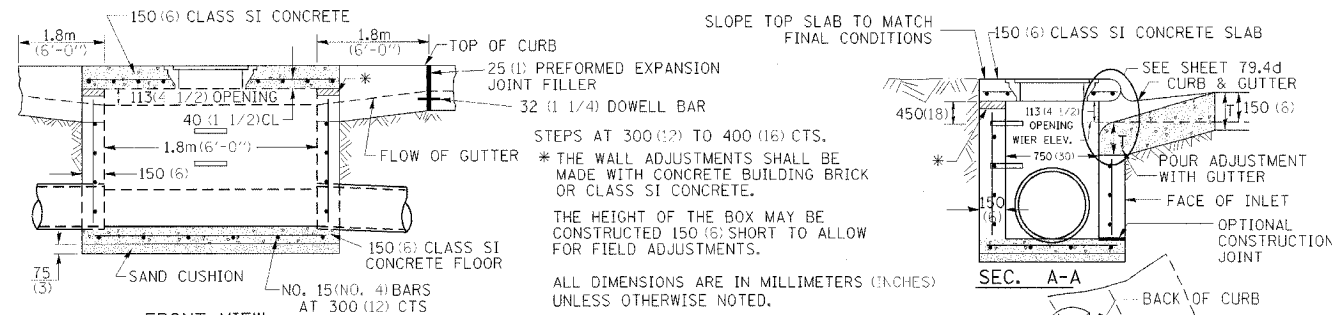 150 (6) CLASS SI CONCRETE
1.8m
(6'-0")
1.8m
(6'-0")
TOP OF CURB
25 (1) PREFORMED EXPANSION
JOINT FILLER
*
113(4 1/2) OPENING
40 (1 1/2)CL
32 (1 1/4) DOWELL BAR
1.8m(6'-0")
FLOW OF GUTTER
150 (6)
150 (6) CLASS SI
CONCRETE FLOOR
75
(3)
SAND CUSHION
NO. 15(NO. 4) BARS
AT 300 (12) CTS
FRONT VIEW
STEPS AT 300(12) TO 400 (16) CTS.
* THE WALL ADJUSTMENTS SHALL BE
MADE WITH CONCRETE BUILDING BRICK
OR CLASS SI CONCRETE.
THE HEIGHT OF THE BOX MAY BE
CONSTRUCTED 150 (6) SHORT TO ALLOW
FOR FIELD ADJUSTMENTS.
ALL DIMENSIONS ARE IN MILLIMETERS (INCHES)
UNLESS OTHERWISE NOTED.
SLOPE TOP SLAB TO MATCH
FINAL CONDITIONS
150 (6) CLASS SI CONCRETE SLAB
SEE SHEET 79.4d
CURB & GUTTER
450(18)
113(4 1/2)
OPENING
WIER ELEV.
T
T
150 (6)
*
750 (30)
POUR ADJUSTMENT
WITH GUTTER
FACE OF INLET
150
(6)
OPTIONAL
CONSTRUCTION
JOINT
SEC. A-A
BACK OF CURB